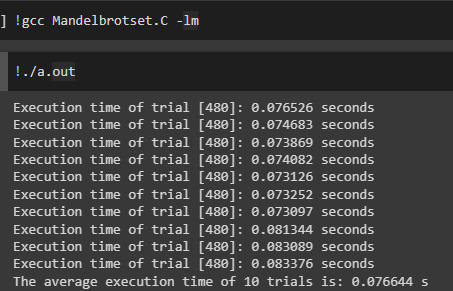 ] !gcc Mandelbrotset.C -lm
!./a.out
Execution time of trial [480]: 0.076526 seconds
Execution time of trial [480]: 0.074683 seconds
Execution time of trial [480]: 0.073869 seconds
Execution time of trial [480]: 0.074082 seconds
Execution time of trial [480]: 0.073126 seconds
Execution time of trial [480]: 0.073252 seconds
Execution time of trial [480]: 0.073097 seconds
Execution time of trial [480]: 0.081344 seconds
Execution time of trial [480]: 0.083089 seconds
Execution time of trial [480]: 0.083376 seconds
The average execution time of 10 trials is: 0.076644 s